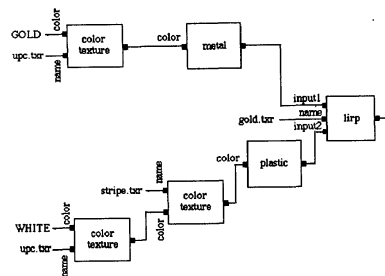 color
GOLD
upc.txr
name
color
texture
color
metal
input1
gold.txr
name
input2
lirp
plastic
color
name
stripe.txr
color
texture
color
WHITE
color
upc.txr
name
color
texture